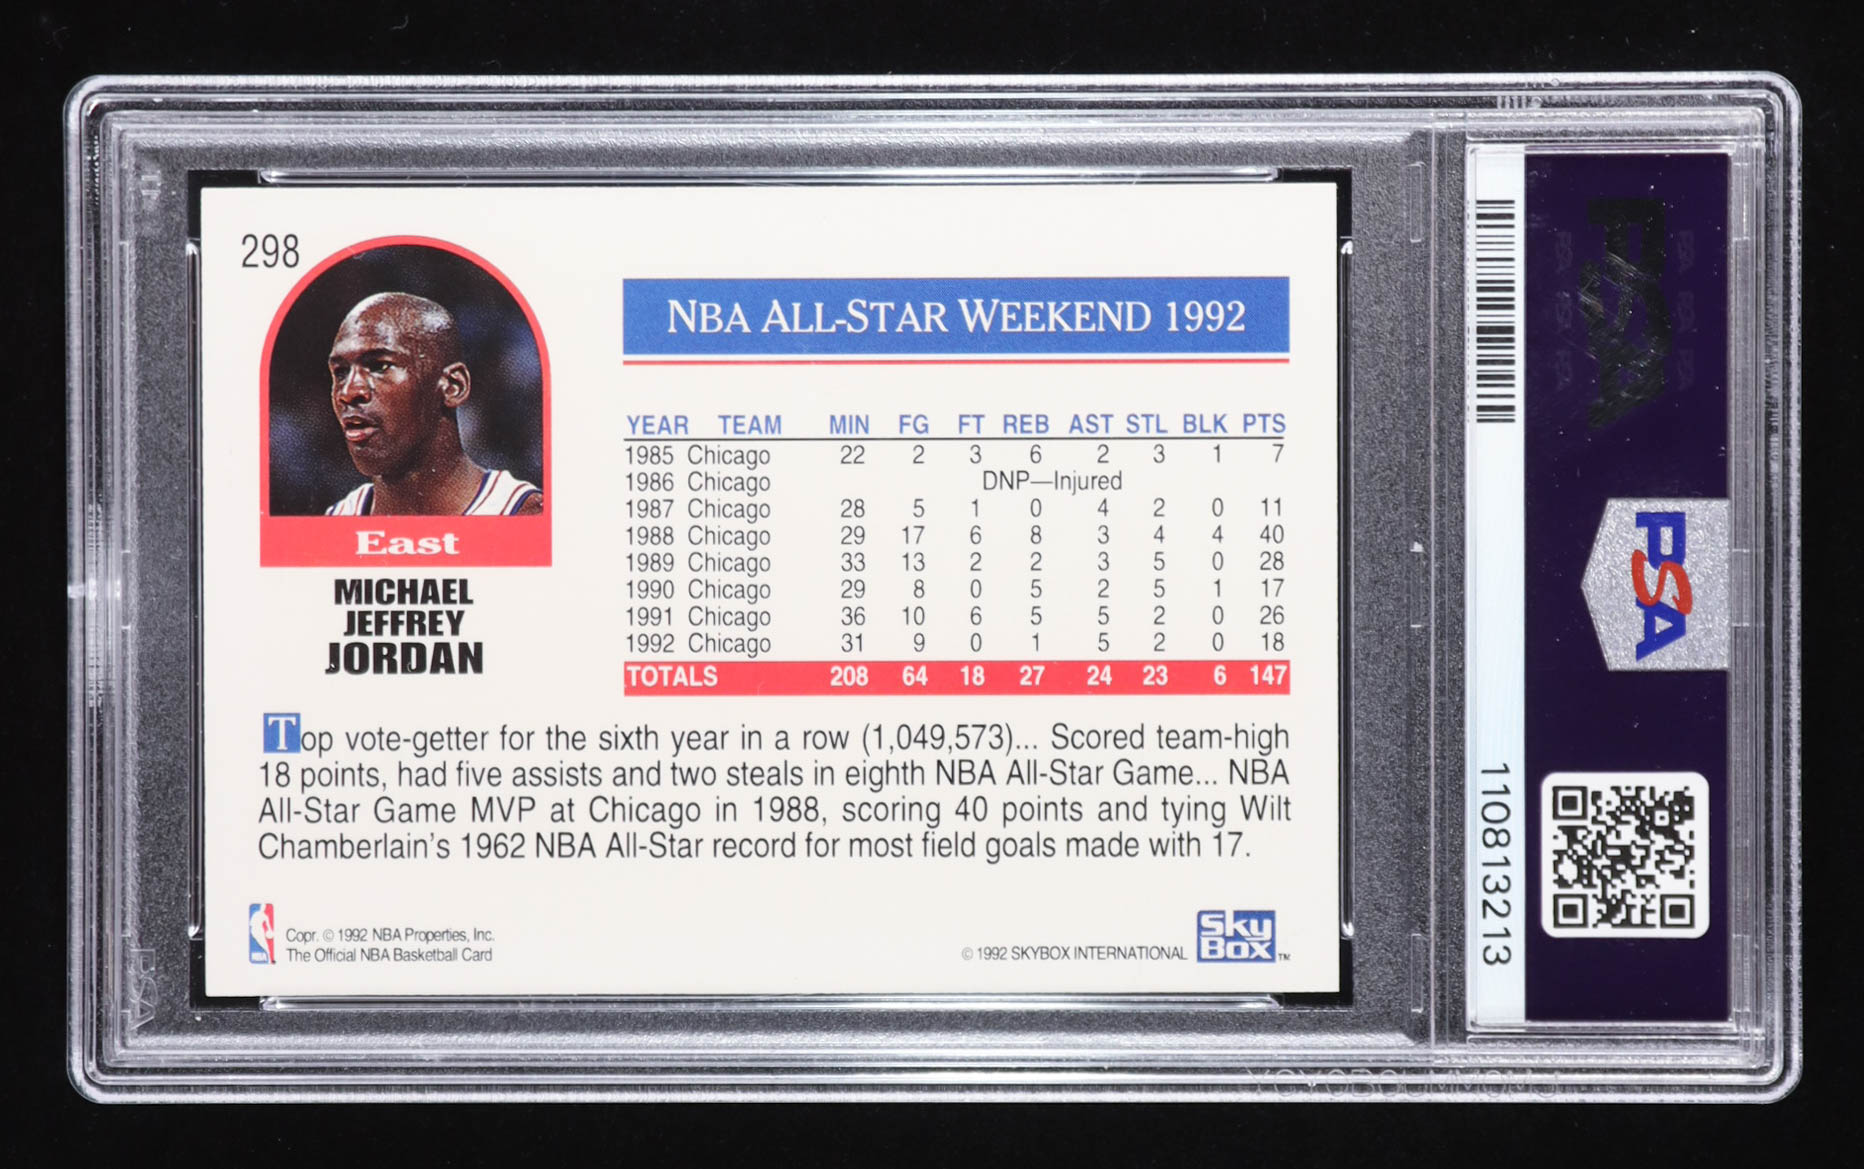 298
East
MICHAEL
JEFFREY
JORDAN
NBA ALL-STAR WEEKEND 1992
YEAR TEAM MIN FG FT REB AST STL BLK PTS
1985 Chicago 22 2 3 6 2 3 1 7
1986 Chicago DNP—Injured
1987 Chicago 28 5 1 0 4 2 0 11
1988 Chicago 29 17 6 8 3 4 4 40
1989 Chicago 33 13 2 2 3 5 0 28
1990 Chicago 29 8 0 5 2 5 1 17
1991 Chicago 36 10 6 5 5 2 0 26
1992 Chicago 31 9 0 1 5 2 0 18
TOTALS 208 64 18 27 24 23 6 147
Top vote-getter for the sixth year in a row (1,049,573)... Scored team-high
18 points, had five assists and two steals in eighth NBA All-Star Game... NBA
All-Star Game MVP at Chicago in 1988, scoring 40 points and tying Wilt
Chamberlain's 1962 NBA All-Star record for most field goals made with 17.
NBA
Copr. © 1992 NBA Properties, Inc.
The Official NBA Basketball Card
© 1992 SKYBOX INTERNATIONAL
Sky
Box TM
PSA
PSA
110813213
PSA